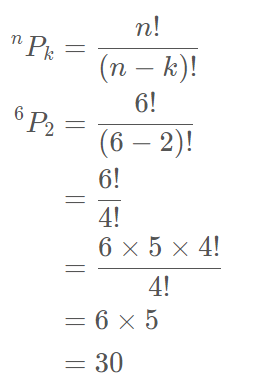 ⁿPₖ = n! / (n − k)!
⁶P₂ = 6! / (6 − 2)!
= 6! / 4!
= 6 × 5 × 4! / 4!
= 6 × 5
= 30